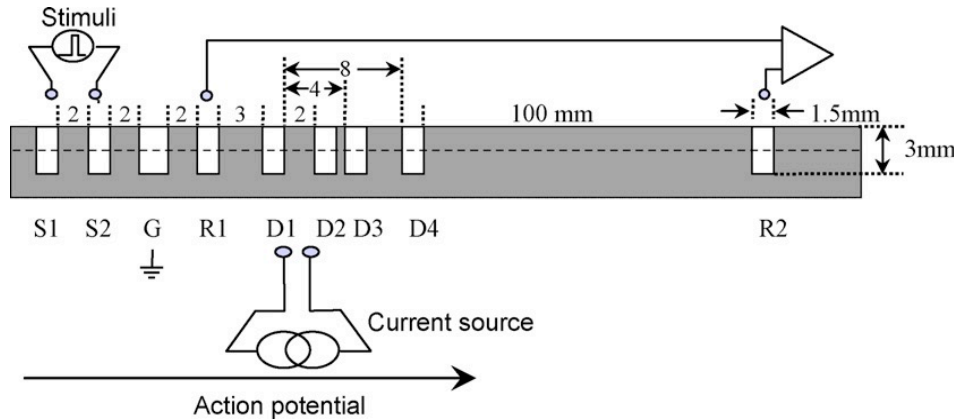 Stimuli
8
4
2 2 2 3 2
100 mm
1.5mm
3mm
S1 S2 G R1 D1 D2 D3 D4 R2
Current source
Action potential